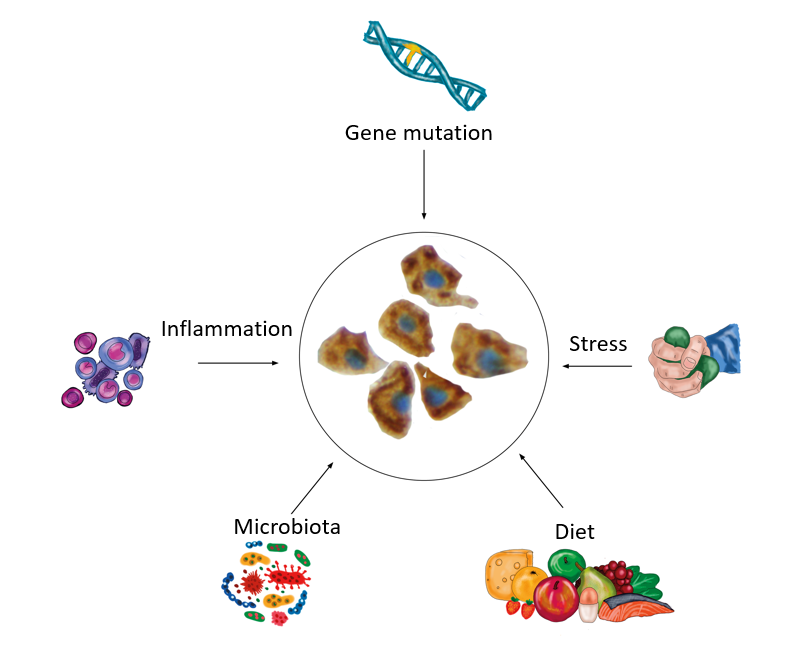 Gene mutation
Inflammation
Stress
Microbiota
Diet